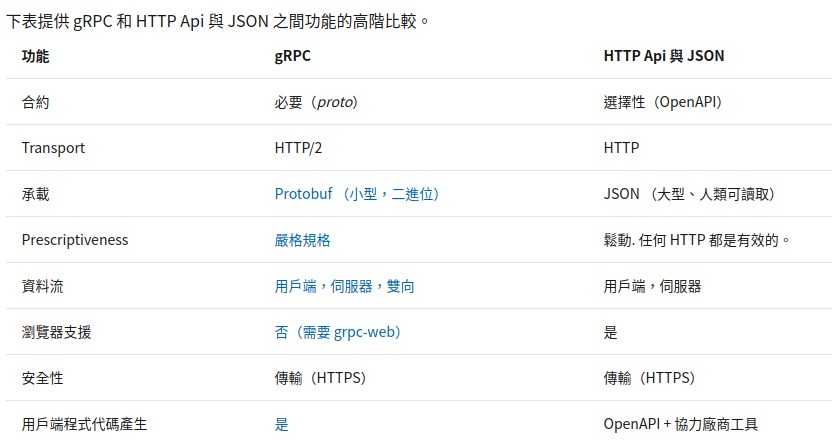 下表提供 gRPC 和 HTTP Api 與 JSON 之間功能的高階比較。
功能 gRPC HTTP Api 與 JSON
合約 必要（proto） 選擇性（OpenAPI）
Transport HTTP/2 HTTP
承載 Protobuf （小型，二進位） JSON （大型、人類可讀取）
Prescriptiveness 嚴格規格 鬆動. 任何 HTTP 都是有效的。
資料流 用戶端，伺服器，雙向 用戶端，伺服器
瀏覽器支援 否（需要 grpc-web） 是
安全性 傳輸（HTTPS） 傳輸（HTTPS）
用戶端程式代碼產生 是 OpenAPI + 協力廠商工具